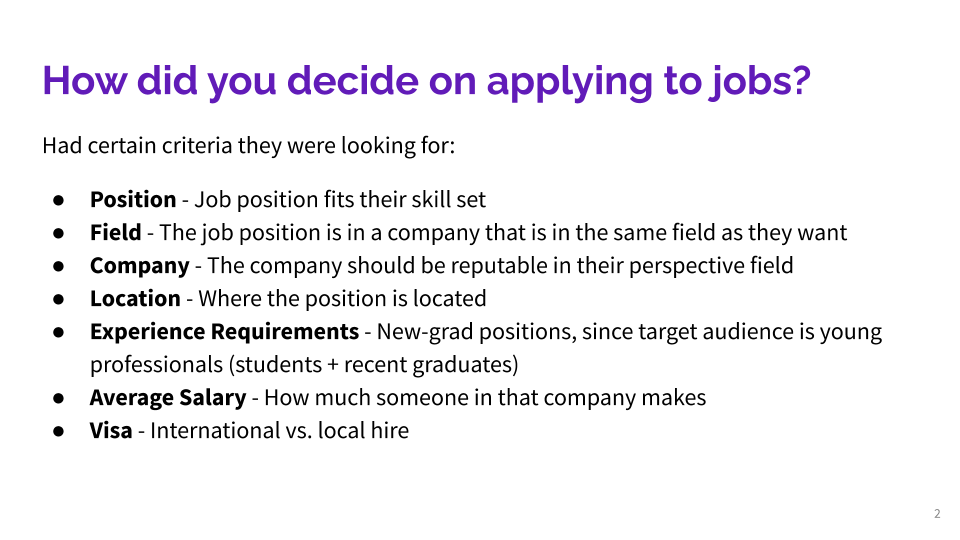 How did you decide on applying to jobs?
Had certain criteria they were looking for:
● Position - Job position fits their skill set
● Field - The job position is in a company that is in the same field as they want
● Company - The company should be reputable in their perspective field
● Location - Where the position is located
● Experience Requirements - New-grad positions, since target audience is young
professionals (students + recent graduates)
● Average Salary - How much someone in that company makes
● Visa - International vs. local hire
2